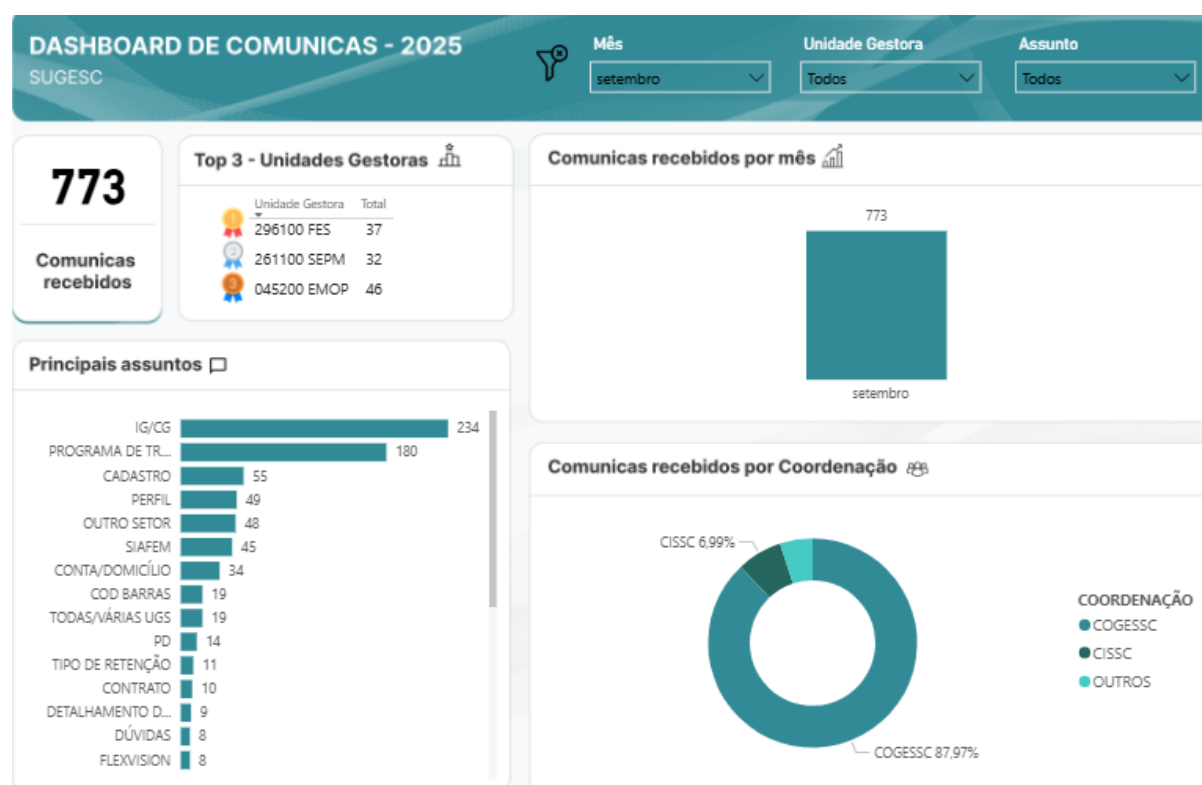 DASHBOARD DE COMUNICAS - 2025
SUGESC
Mês
setembro
Unidade Gestora
Todos
Assunto
Todos
773
Comunicas
recebidos
Top 3 - Unidades Gestoras
Unidade Gestora Total
1 296100 FES 37
2 261100 SEPM 32
3 045200 EMOP 46
Comunicas recebidos por mês
773
setembro
Principais assuntos
IG/CG 234
PROGRAMA DE TR... 180
CADASTRO 55
PERFIL 49
OUTRO SETOR 48
SIAFEM 45
CONTA/DOMICÍLIO 34
COD BARRAS 19
TODAS/VÁRIAS UGS 19
PD 14
TIPO DE RETENÇÃO 11
CONTRATO 10
DETALHAMENTO D... 9
DÚVIDAS 8
FLEXVISION 8
Comunicas recebidos por Coordenação
CISSC 6,99%
COGESSC 87,97%
COORDENAÇÃO
COGESSC
CISSC
OUTROS